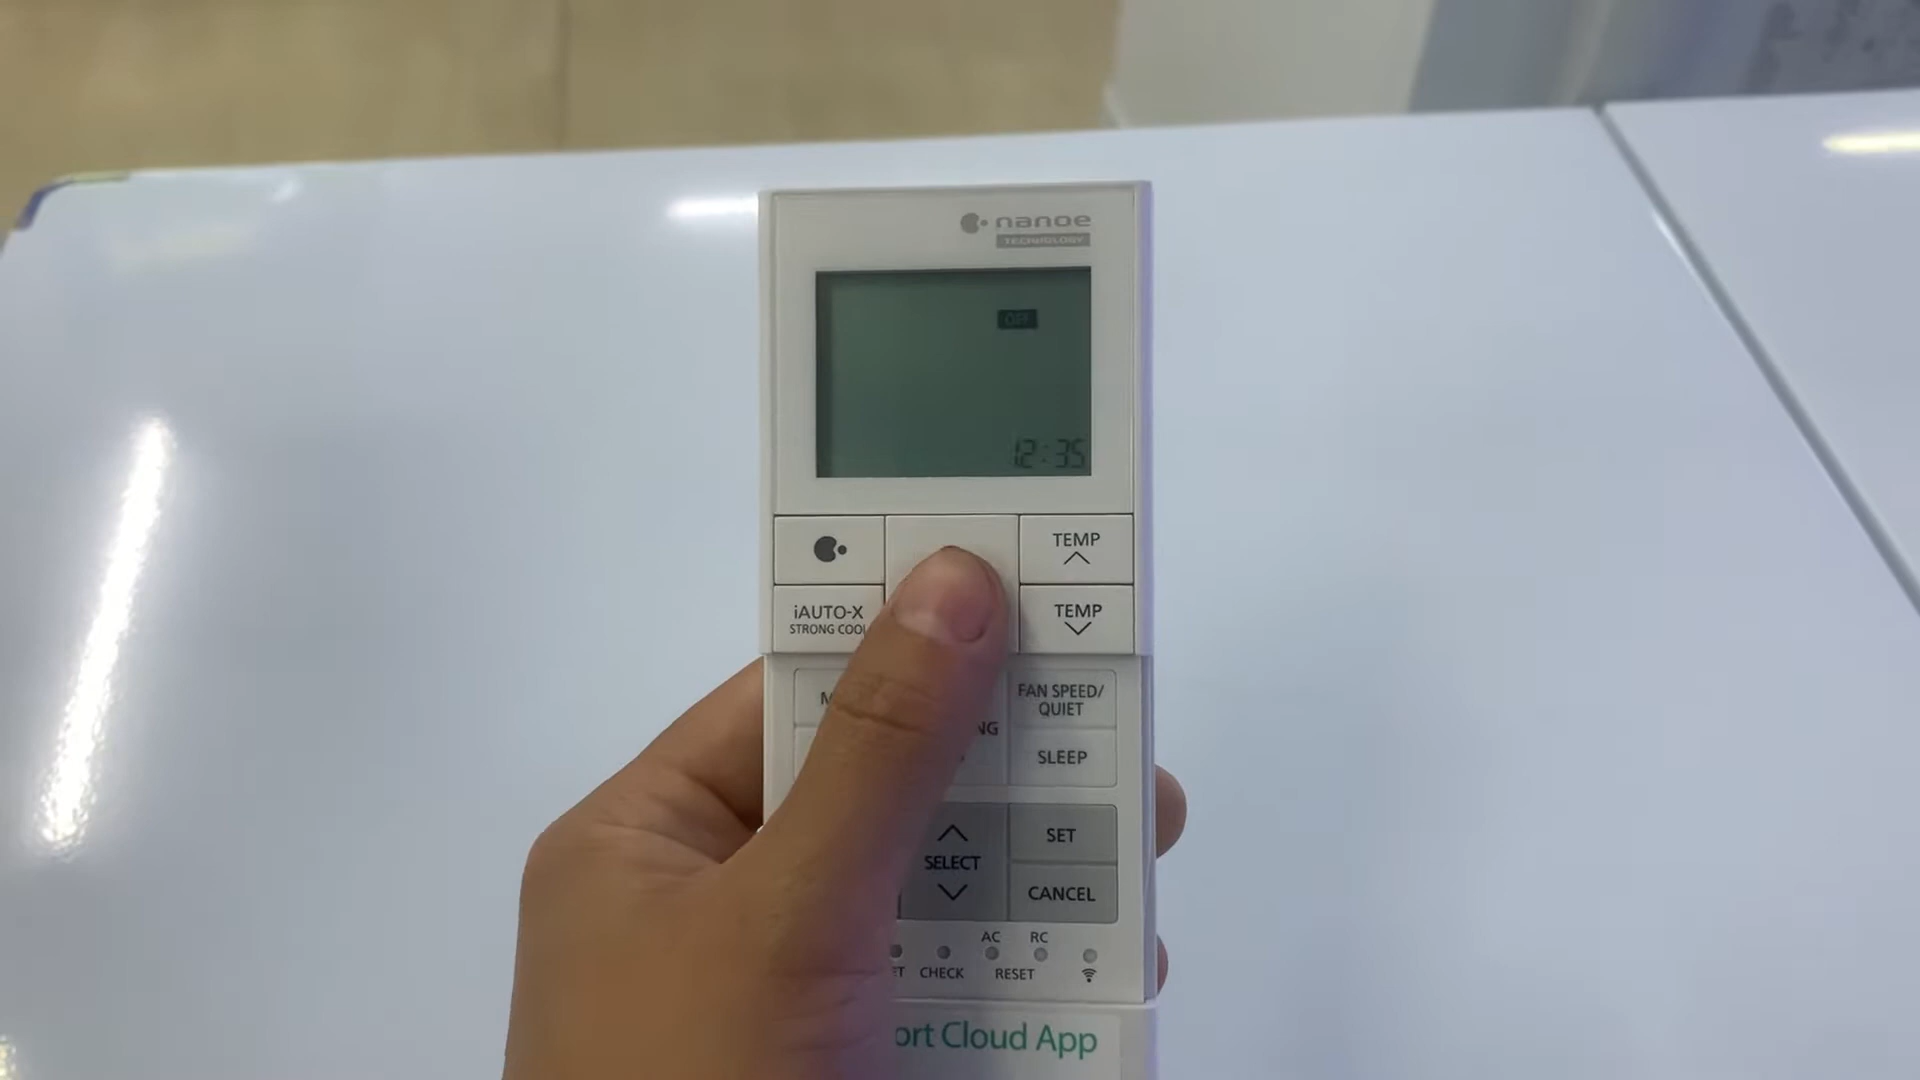 nanoe
TECHNOLOGY
OFF
12:35
TEMP
iAUTO-X
STRONG COOL
TEMP
FAN SPEED/
QUIET
SLEEP
SELECT
SET
CANCEL
AC RC
CHECK RESET
Cloud App